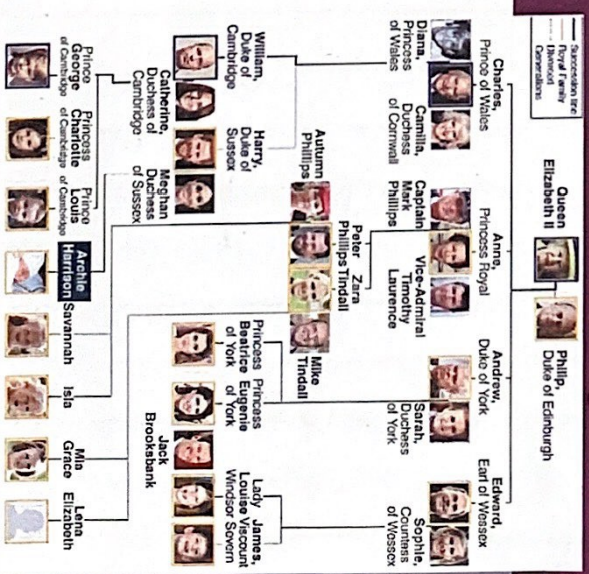 Succession line
Royal Family
Divorced
Generations
Queen
Elizabeth II
Philip,
Duke of Edinburgh
Charles,
Prince of Wales
Diana
Princess
of Wales
Camilla,
Duchess
of Cornwall
Captain
Mark
Phillips
Anne,
Princess Royal
Vice-Admiral
Timothy
Laurence
Andrew,
Duke of York
Sarah,
Duchess
of York
Edward,
Earl of Wessex
Sophie,
Countess
of Wessex
William,
Duke of
Cambridge
Catherine,
Duchess of
Cambridge
Harry,
Duke of
Sussex
Meghan
Duchess
of Sussex
Autumn
Phillips
Peter
Phillips
Zara
Tindall
Mike
Tindall
Princess
Beatrice
of York
Princess
Eugenie
of York
Jack
Brooksbank
Lady
Louise
Windsor
James,
Viscount
Severn
Prince
George
of Cambridge
Princess
Charlotte
of Cambridge
Prince
Louis
of Cambridge
Archie
Harrison
Savannah
Isla
Mia
Grace
Lena
Elizabeth